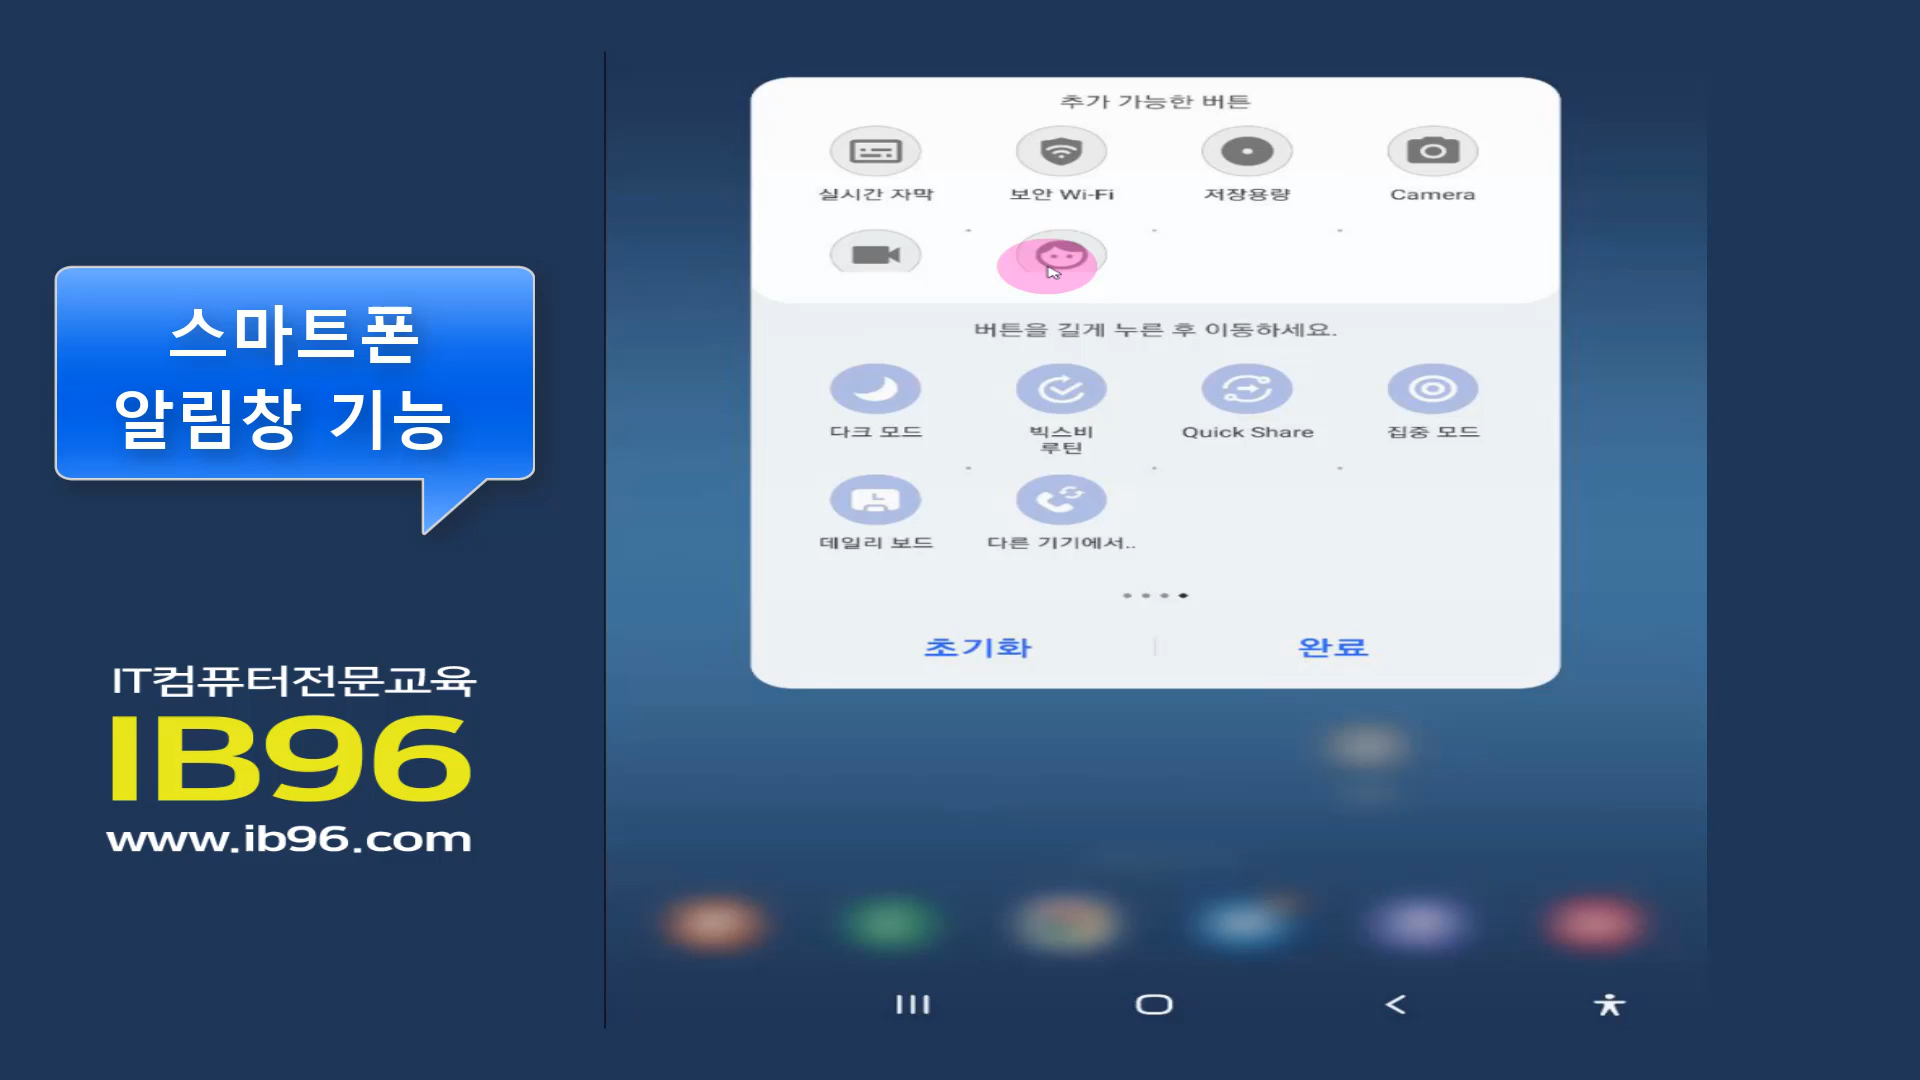 스마트폰
알림창 기능
IT컴퓨터전문교육
IB96
www.ib96.com
추가 가능한 버튼
실시간 자막
보안 Wi-Fi
저장용량
Camera
버튼을 길게 누른 후 이동하세요.
다크 모드
빅스비
루틴
Quick Share
집중 모드
데일리 보드
다른 기기에서..
초기화
완료